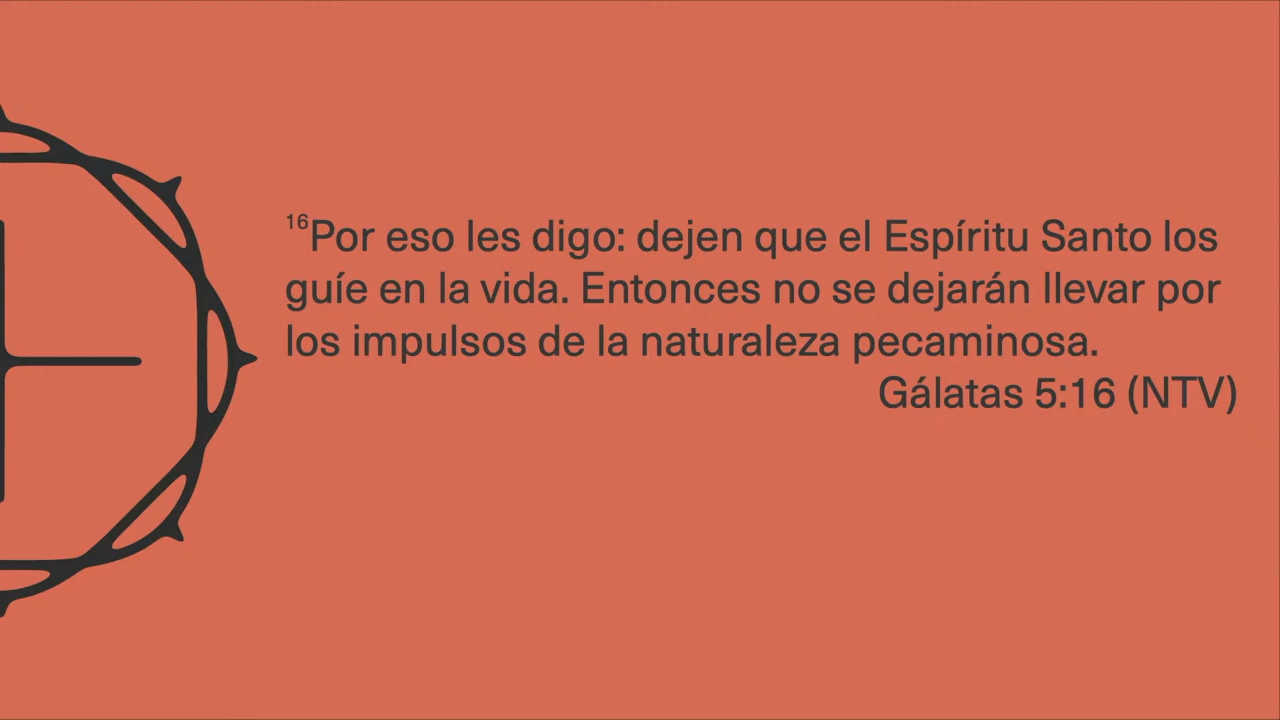 16Por eso les digo: dejen que el Espíritu Santo los
guíe en la vida. Entonces no se dejarán llevar por
los impulsos de la naturaleza pecaminosa.
Gálatas 5:16 (NTV)